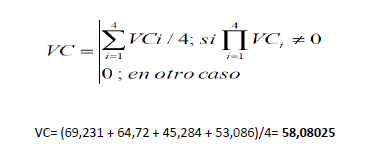 VC = | ∑_{i=1}^{4} VCi / 4; si ∏_{i=1}^{4} VC_i ≠ 0
0 ; en otro caso
VC= (69,231 + 64,72 + 45,284 + 53,086)/4= 58,08025